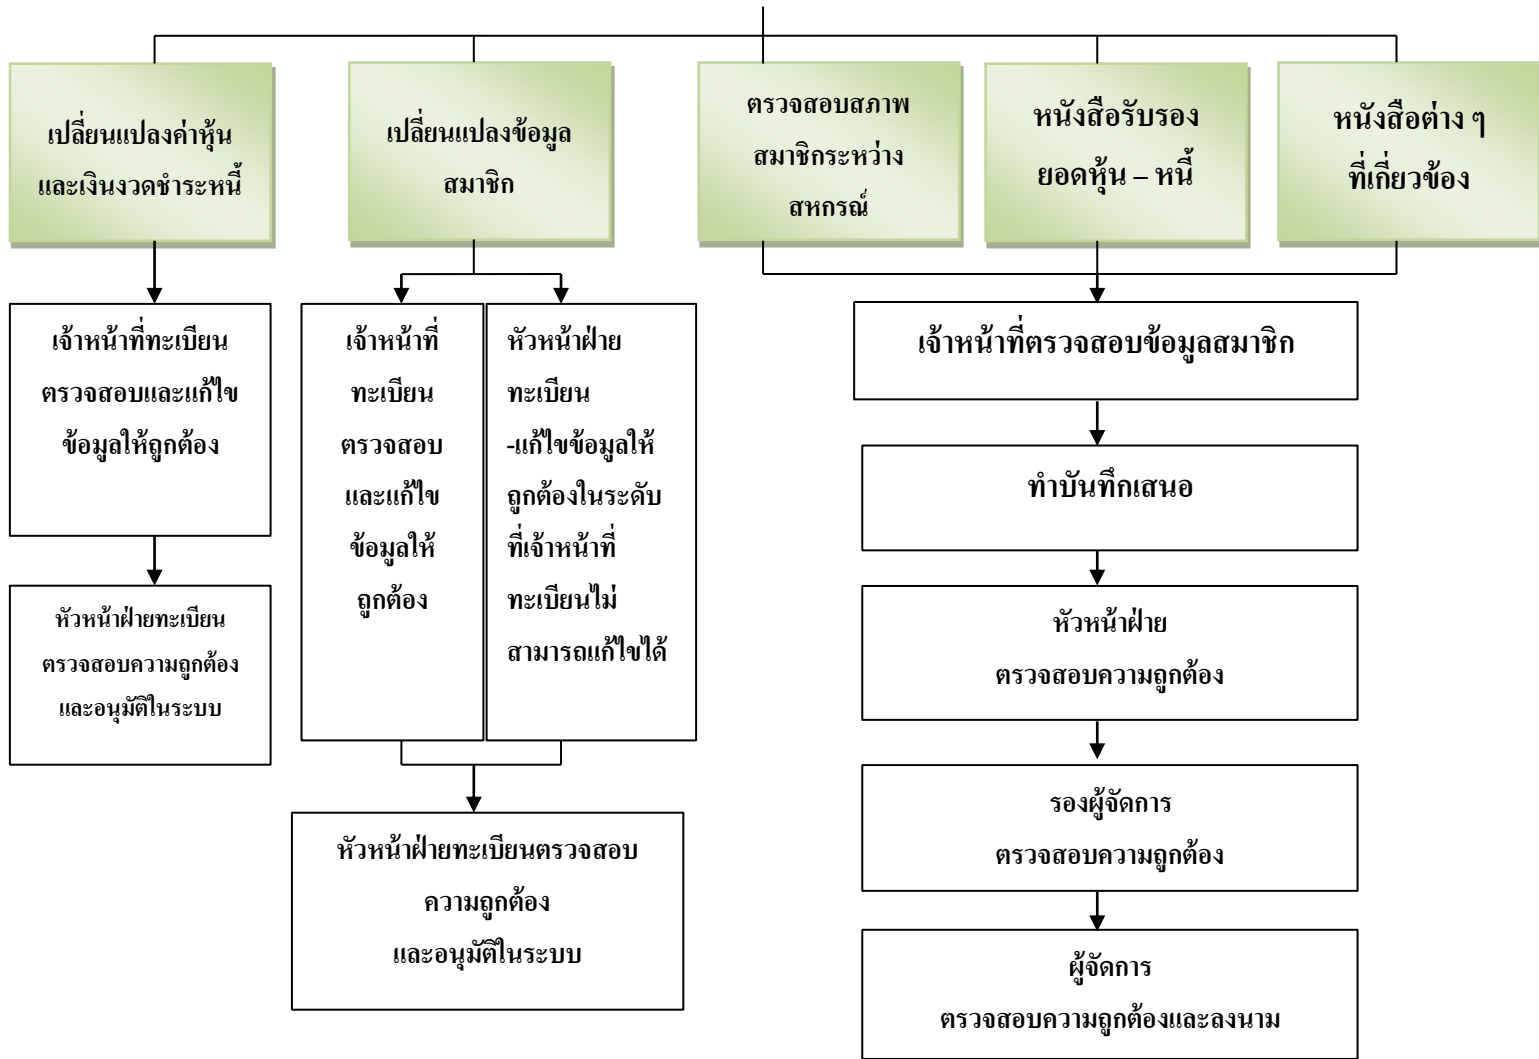 เปลี่ยนแปลงค่าหุ้น
และเงินงวดชำระหนี้
เปลี่ยนแปลงข้อมูล
สมาชิก
ตรวจสอบสภาพ
สมาชิกระหว่าง
สหกรณ์
หนังสือรับรอง
ยอดหุ้น – หนี้
หนังสือต่าง ๆ
ที่เกี่ยวข้อง
เจ้าหน้าที่ทะเบียน
ตรวจสอบและแก้ไข
ข้อมูลให้ถูกต้อง
หัวหน้าฝ่ายทะเบียน
ตรวจสอบความถูกต้อง
และอนุมัติในระบบ
เจ้าหน้าที่
ทะเบียน
ตรวจสอบ
และแก้ไข
ข้อมูลให้
ถูกต้อง
หัวหน้าฝ่าย
ทะเบียน
-แก้ไขข้อมูลให้
ถูกต้องในระดับ
ที่เจ้าหน้าที่
ทะเบียนไม่
สามารถแก้ไขได้
หัวหน้าฝ่ายทะเบียนตรวจสอบ
ความถูกต้อง
และอนุมัติในระบบ
เจ้าหน้าที่ตรวจสอบข้อมูลสมาชิก
ทำบันทึกเสนอ
หัวหน้าฝ่าย
ตรวจสอบความถูกต้อง
รองผู้จัดการ
ตรวจสอบความถูกต้อง
ผู้จัดการ
ตรวจสอบความถูกต้องและลงนาม